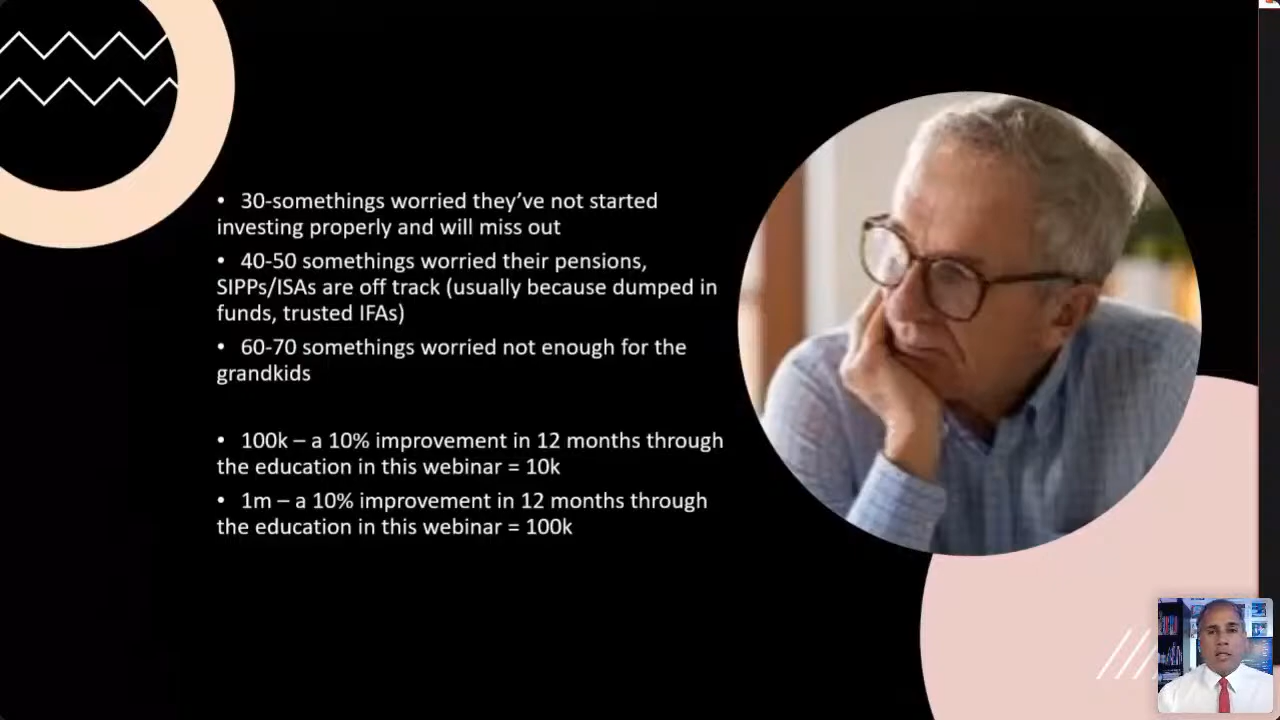 • 30-somethings worried they’ve not started
investing properly and will miss out
• 40-50 somethings worried their pensions,
SIPPs/ISAs are off track (usually because dumped in
funds, trusted IFAs)
• 60-70 somethings worried not enough for the
grandkids
• 100k – a 10% improvement in 12 months through
the education in this webinar = 10k
• 1m – a 10% improvement in 12 months through
the education in this webinar = 100k